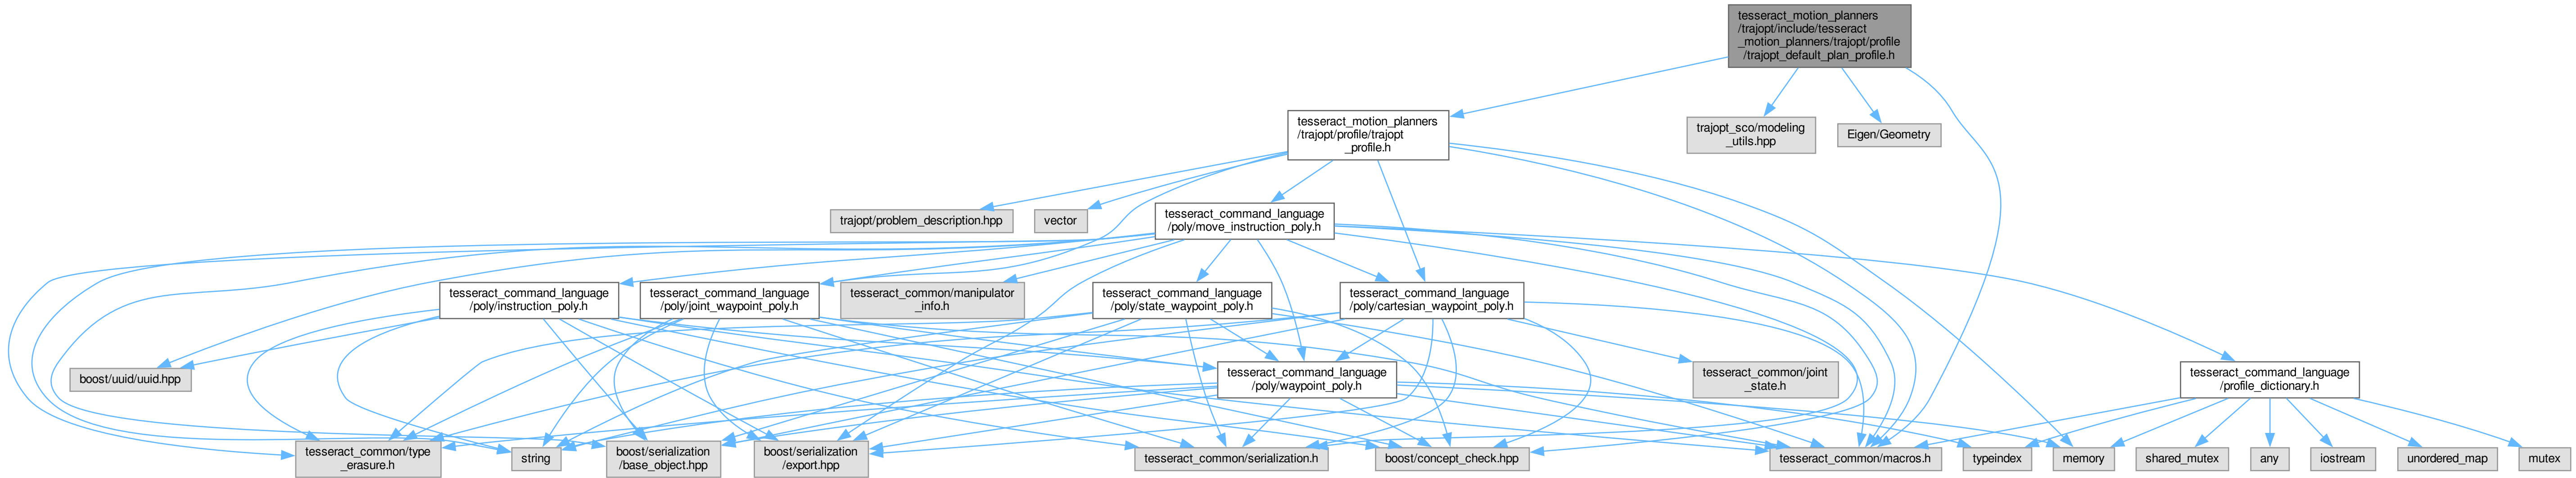 tesseract_motion_planners
/trajopt/include/tesseract
_motion_planners/trajopt/profile
/trajopt_default_plan_profile.h
tesseract_motion_planners
/trajopt/profile/trajopt
_profile.h
trajopt_sco/modeling
_utils.hpp
Eigen/Geometry
trajopt/problem_description.hpp
vector
tesseract_command_language
/poly/move_instruction_poly.h
tesseract_command_language
/poly/instruction_poly.h
tesseract_command_language
/poly/joint_waypoint_poly.h
tesseract_common/manipulator
_info.h
tesseract_command_language
/poly/state_waypoint_poly.h
tesseract_command_language
/poly/cartesian_waypoint_poly.h
boost/uuid/uuid.hpp
tesseract_command_language
/poly/waypoint_poly.h
tesseract_common/joint
_state.h
tesseract_command_language
/profile_dictionary.h
tesseract_common/type
_erasure.h
string
boost/serialization
/base_object.hpp
boost/serialization
/export.hpp
tesseract_common/serialization.h
boost/concept_check.hpp
tesseract_common/macros.h
typeindex
memory
shared_mutex
any
iostream
unordered_map
mutex